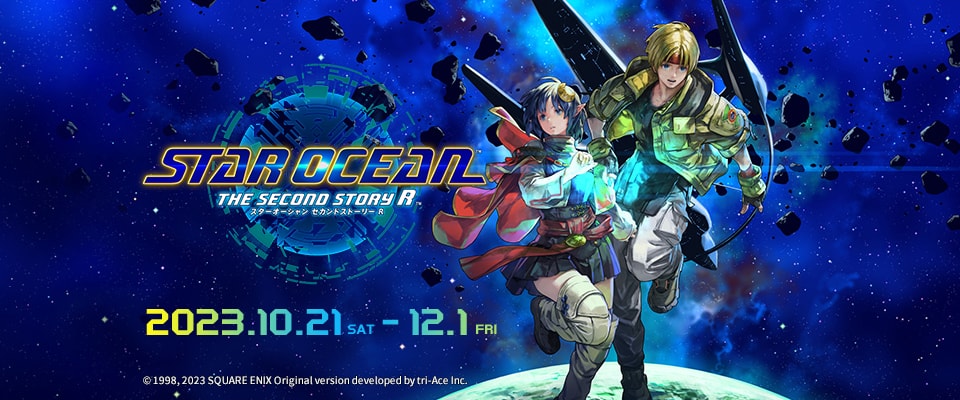 STAR OCEAN
THE SECOND STORY R™
スターオーシャン セカンドストーリー R
2023.10.21 SAT - 12.1 FRI
© 1998, 2023 SQUARE ENIX Original version developed by tri-Ace Inc.